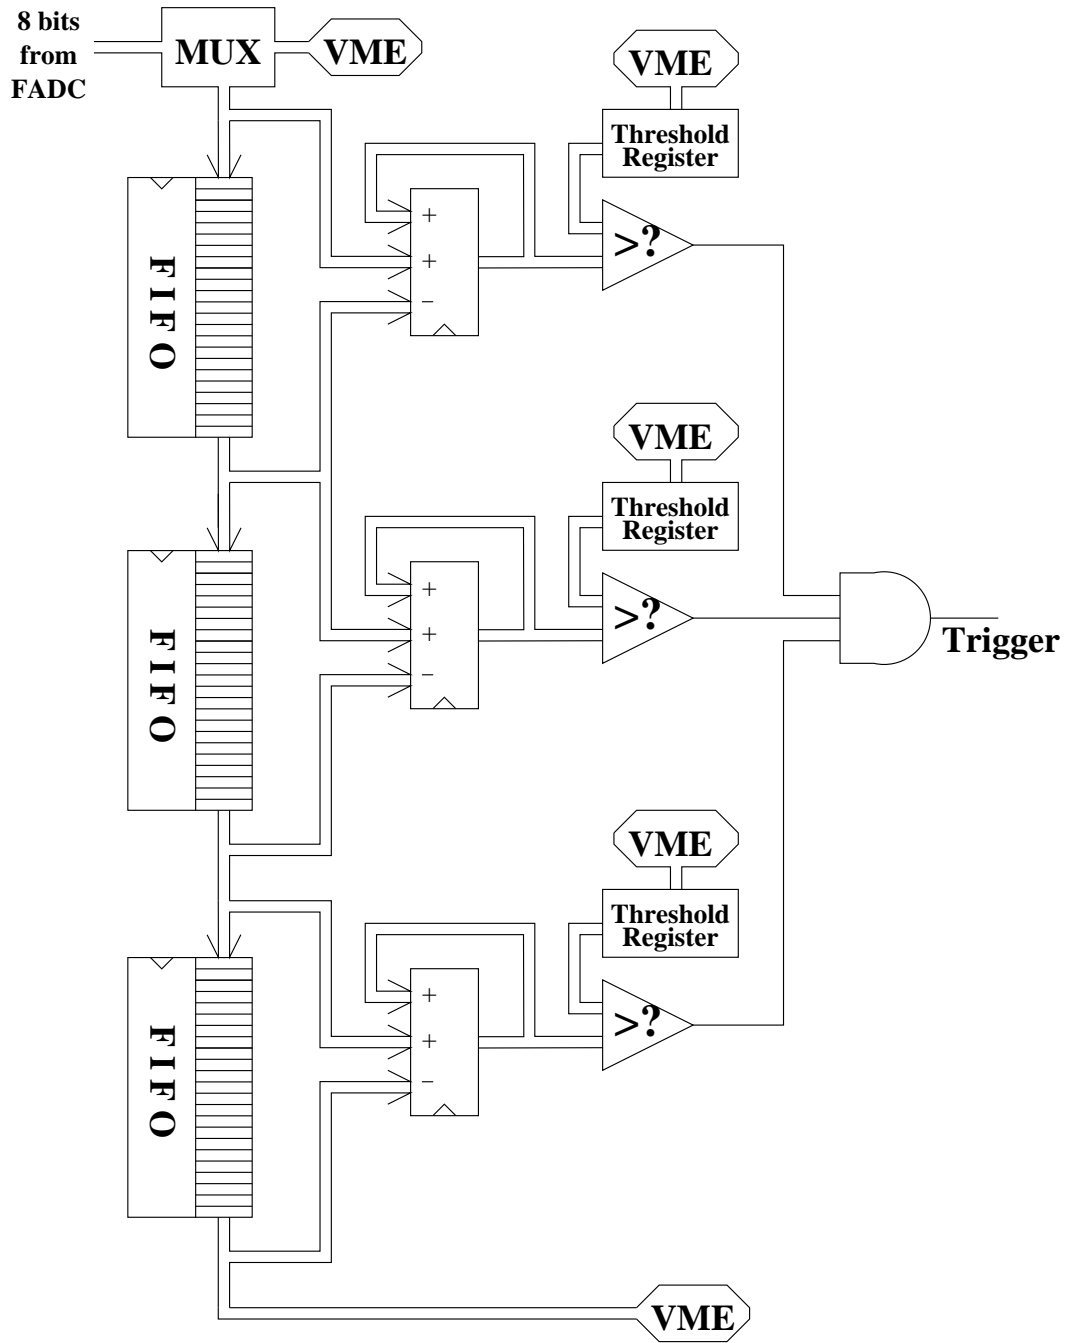 8 bits
from
FADC
MUX
VME
VME
Threshold
Register
FIFO
+
+
−
>?
VME
Threshold
Register
FIFO
+
+
−
>?
Trigger
VME
Threshold
Register
FIFO
+
+
−
>?
VME